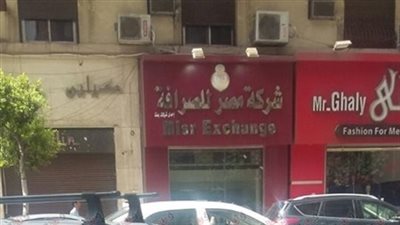 شركة مصر للصرافة
Misr Exchange
Mr. Ghaly
Fashion For Me